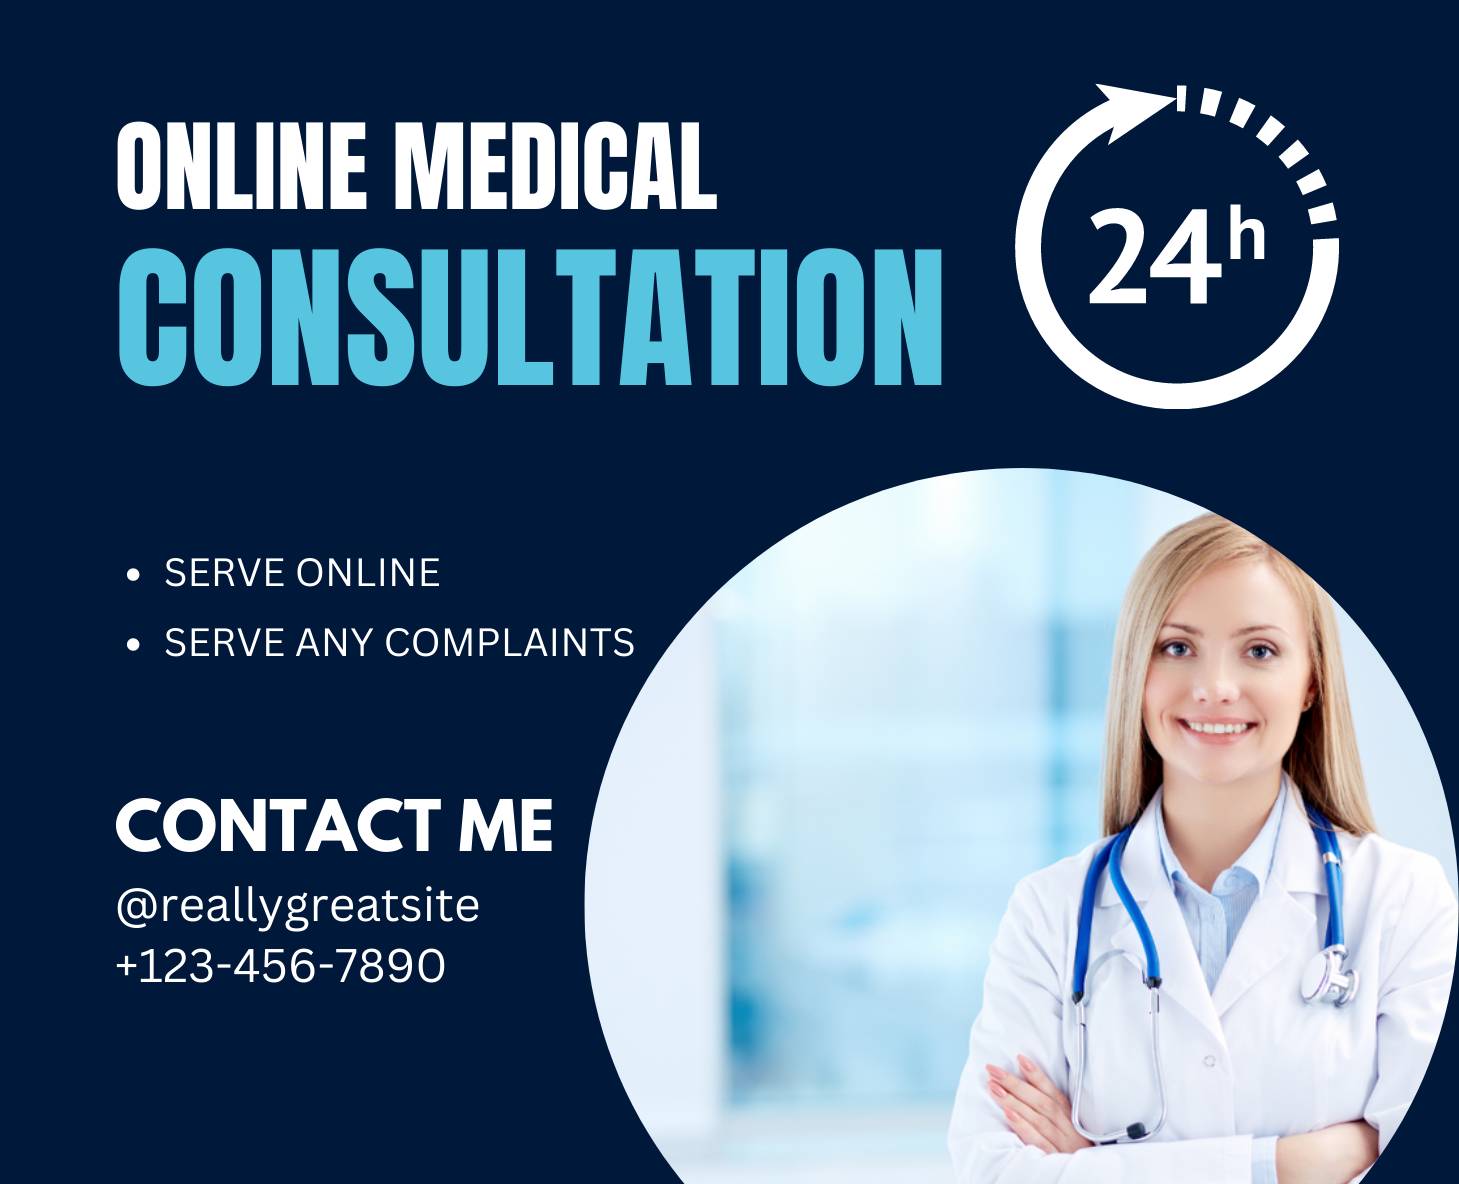 ONLINE MEDICAL
CONSULTATION
24h
SERVE ONLINE
SERVE ANY COMPLAINTS
CONTACT ME
@reallygreatsite
+123-456-7890